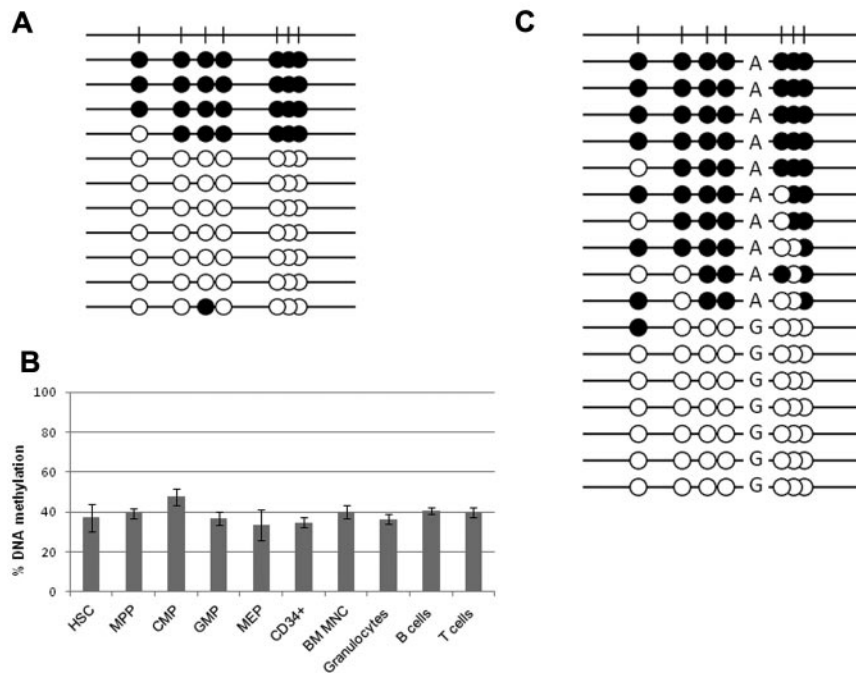 A
B
% DNA methylation
100
80
60
40
20
0
HSC
MPP
CMP
GMP
MEP
CD34+
BM MNC
Granulocytes
B cells
T cells
C
A
A
A
A
A
A
A
A
A
A
G
G
G
G
G
G
G